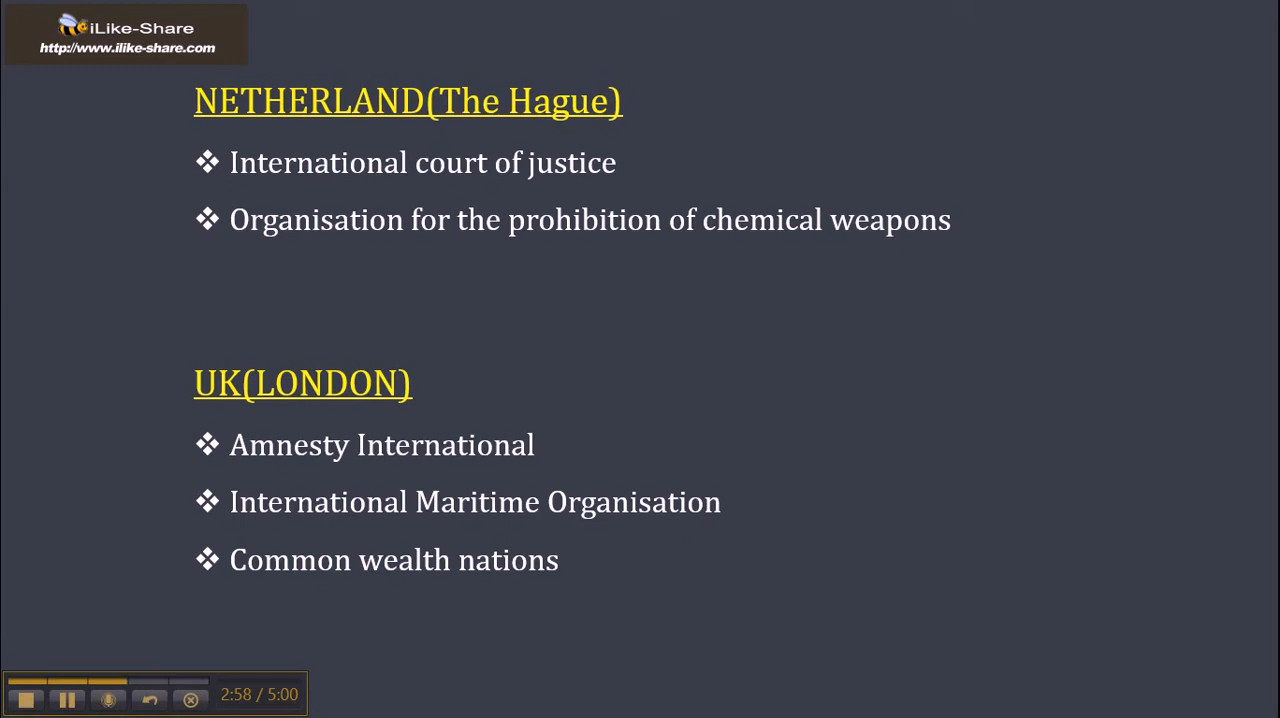 iLike-Share
http://www.ilike-share.com
NETHERLAND(The Hague)
❖ International court of justice
❖ Organisation for the prohibition of chemical weapons
UK(LONDON)
❖ Amnesty International
❖ International Maritime Organisation
❖ Common wealth nations
2:58 / 5:00